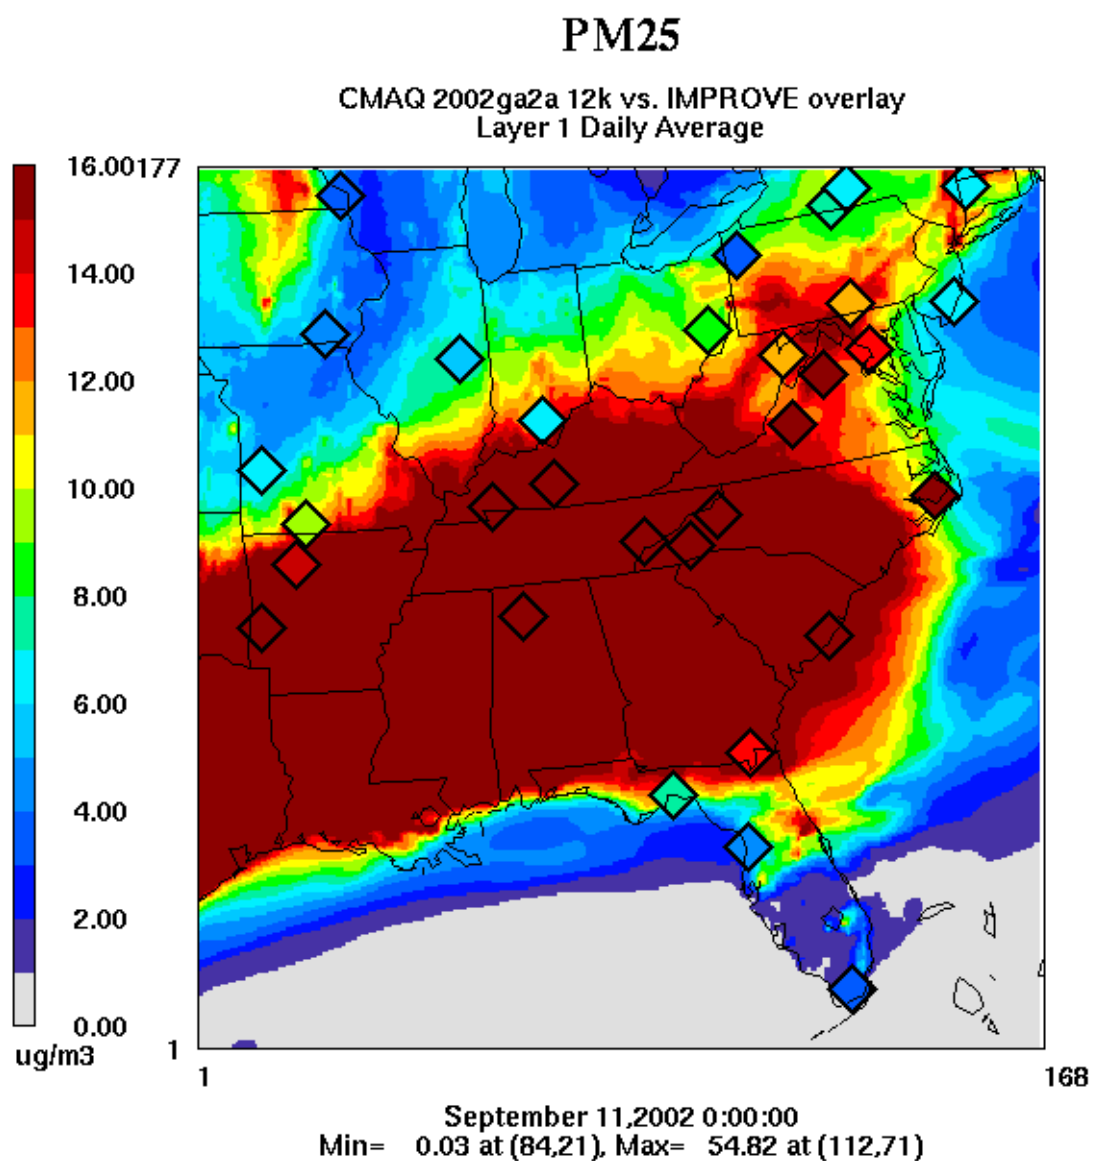 PM25
CMAQ 2002ga2a 12k vs. IMPROVE overlay
Layer 1 Daily Average
16.00
177
14.00
12.00
10.00
8.00
6.00
4.00
2.00
0.00
ug/m3
1
1
168
September 11,2002 0:00:00
Min= 0.03 at (84,21), Max= 54.82 at (112,71)